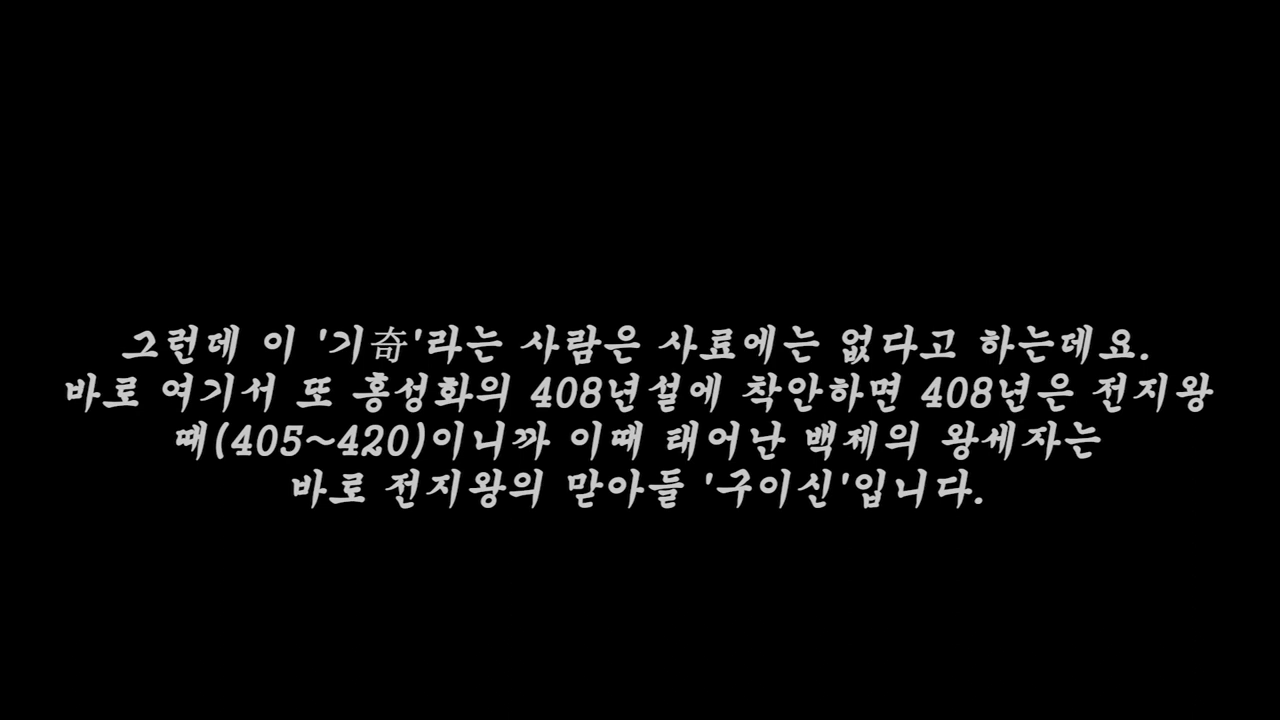 그런데 이 '기奇'라는 사람은 사료에는 없다고 하는데요.
바로 여기서 또 홍성화의 408년설에 착안하면 408년은 전지왕
때(405~420)이니까 이때 태어난 백제의 왕세자는
바로 전지왕의 맏아들 '구이신'입니다.